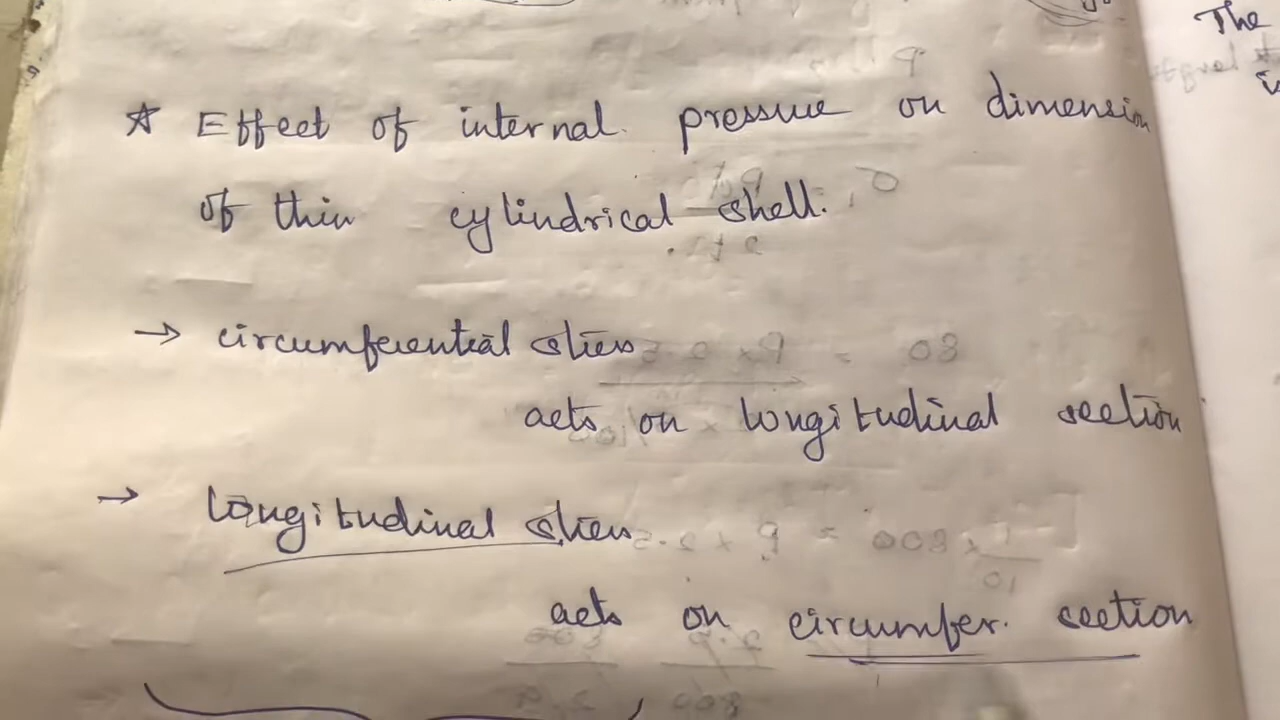 ☆ Effect of internal pressure on dimension
of thin cylindrical shell.
→ circumferential stress
acts on longitudinal section
→ longitudinal stress
acts on circumfer. section
The